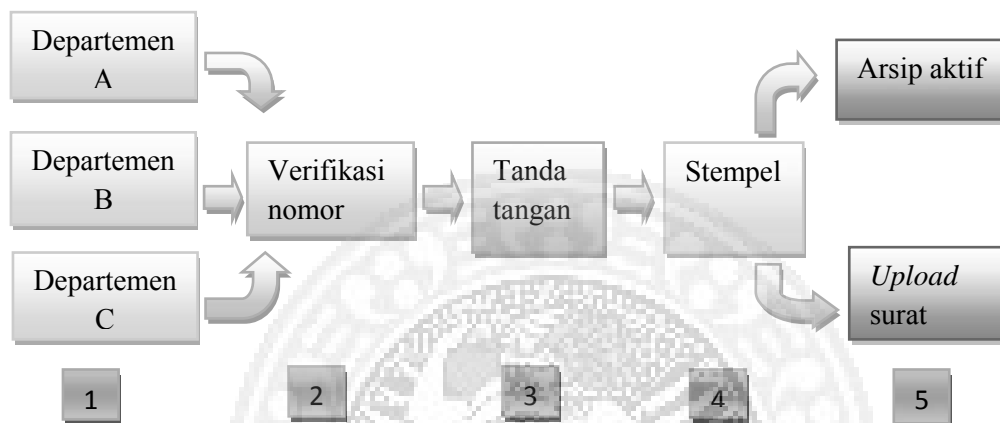 Departemen
A
Departemen
B
Departemen
C
Verifikasi
nomor
Tanda
tangan
Stempel
Arsip aktif
Upload
surat
1
2
3
4
5